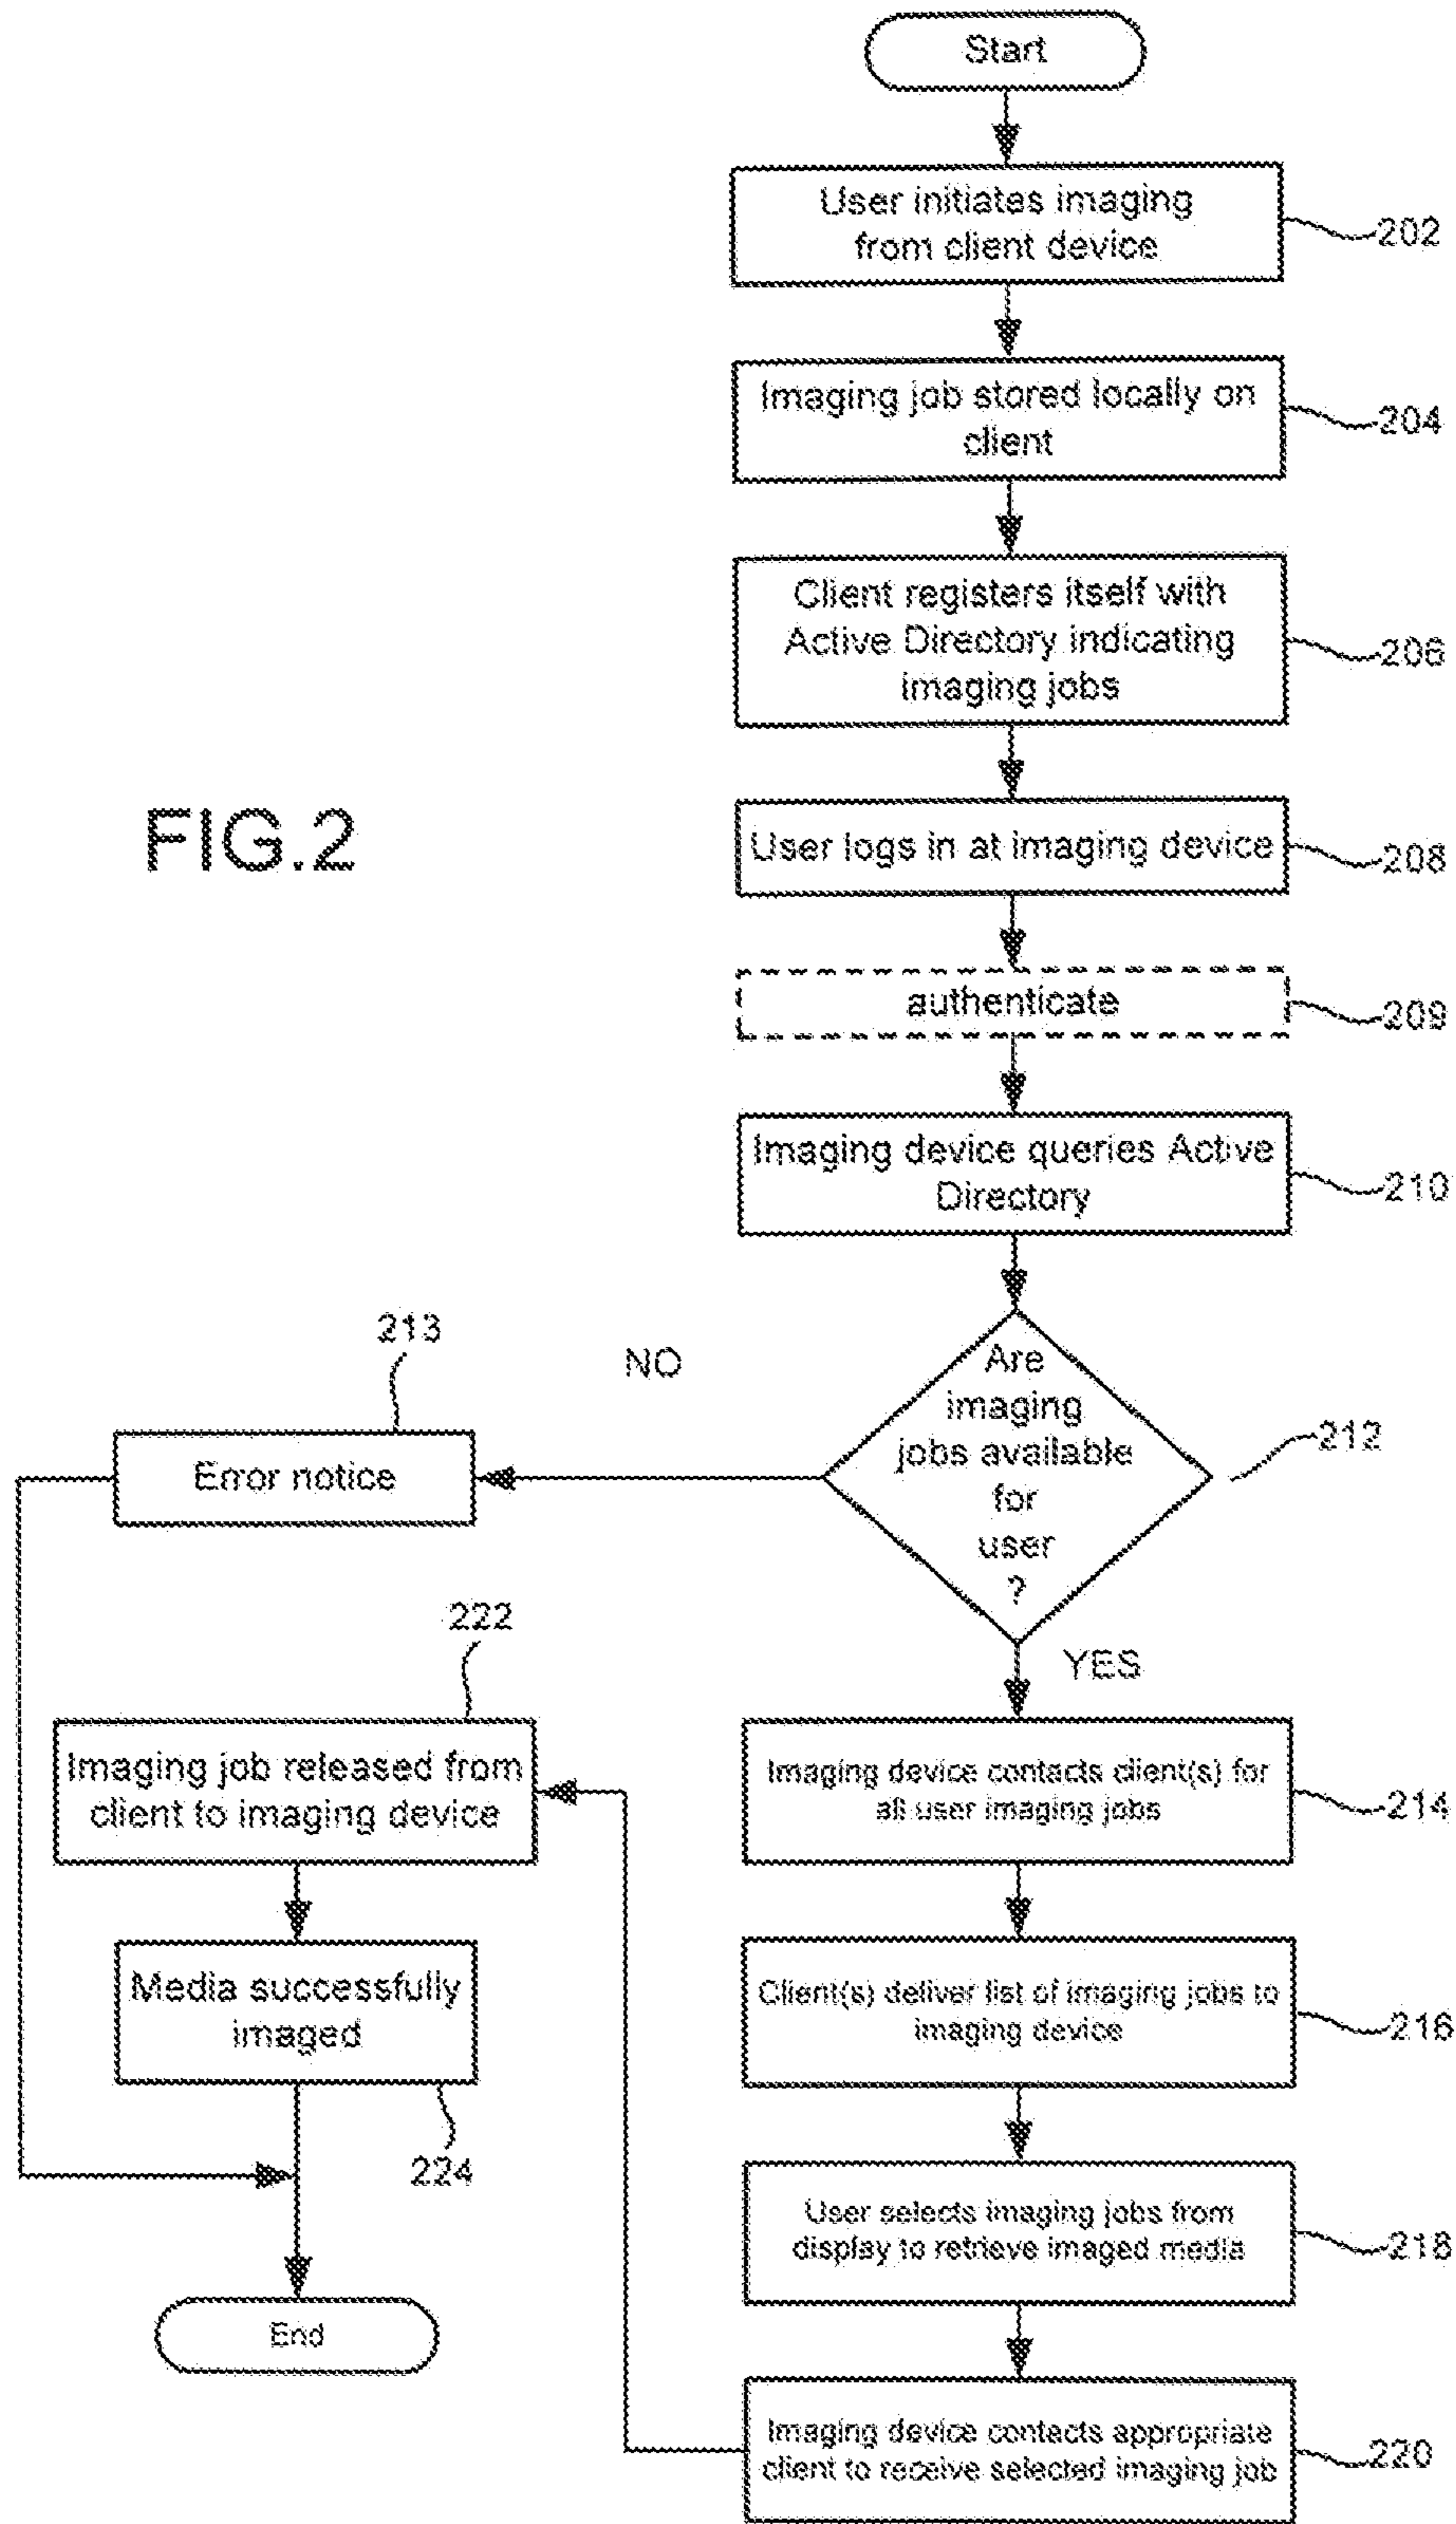 Start
User initiates imaging
from client device
202
Imaging job stored locally on
client
204
Client registers itself with
Active Directory indicating
imaging jobs
206
FIG.2
User logs in at imaging device
208
authenticate
209
Imaging device queries Active
Directory
210
213
NO
Are
imaging
jobs available
for
user
?
212
Error notice
YES
222
Imaging device contacts client(s) for
all user imaging jobs
214
Imaging job released from
client to imaging device
Client(s) deliver list of imaging jobs to
imaging device
216
Media successfully
imaged
224
User selects imaging jobs from
display to retrieve imaged media
218
End
Imaging device contacts appropriate
client to receive selected imaging job
220